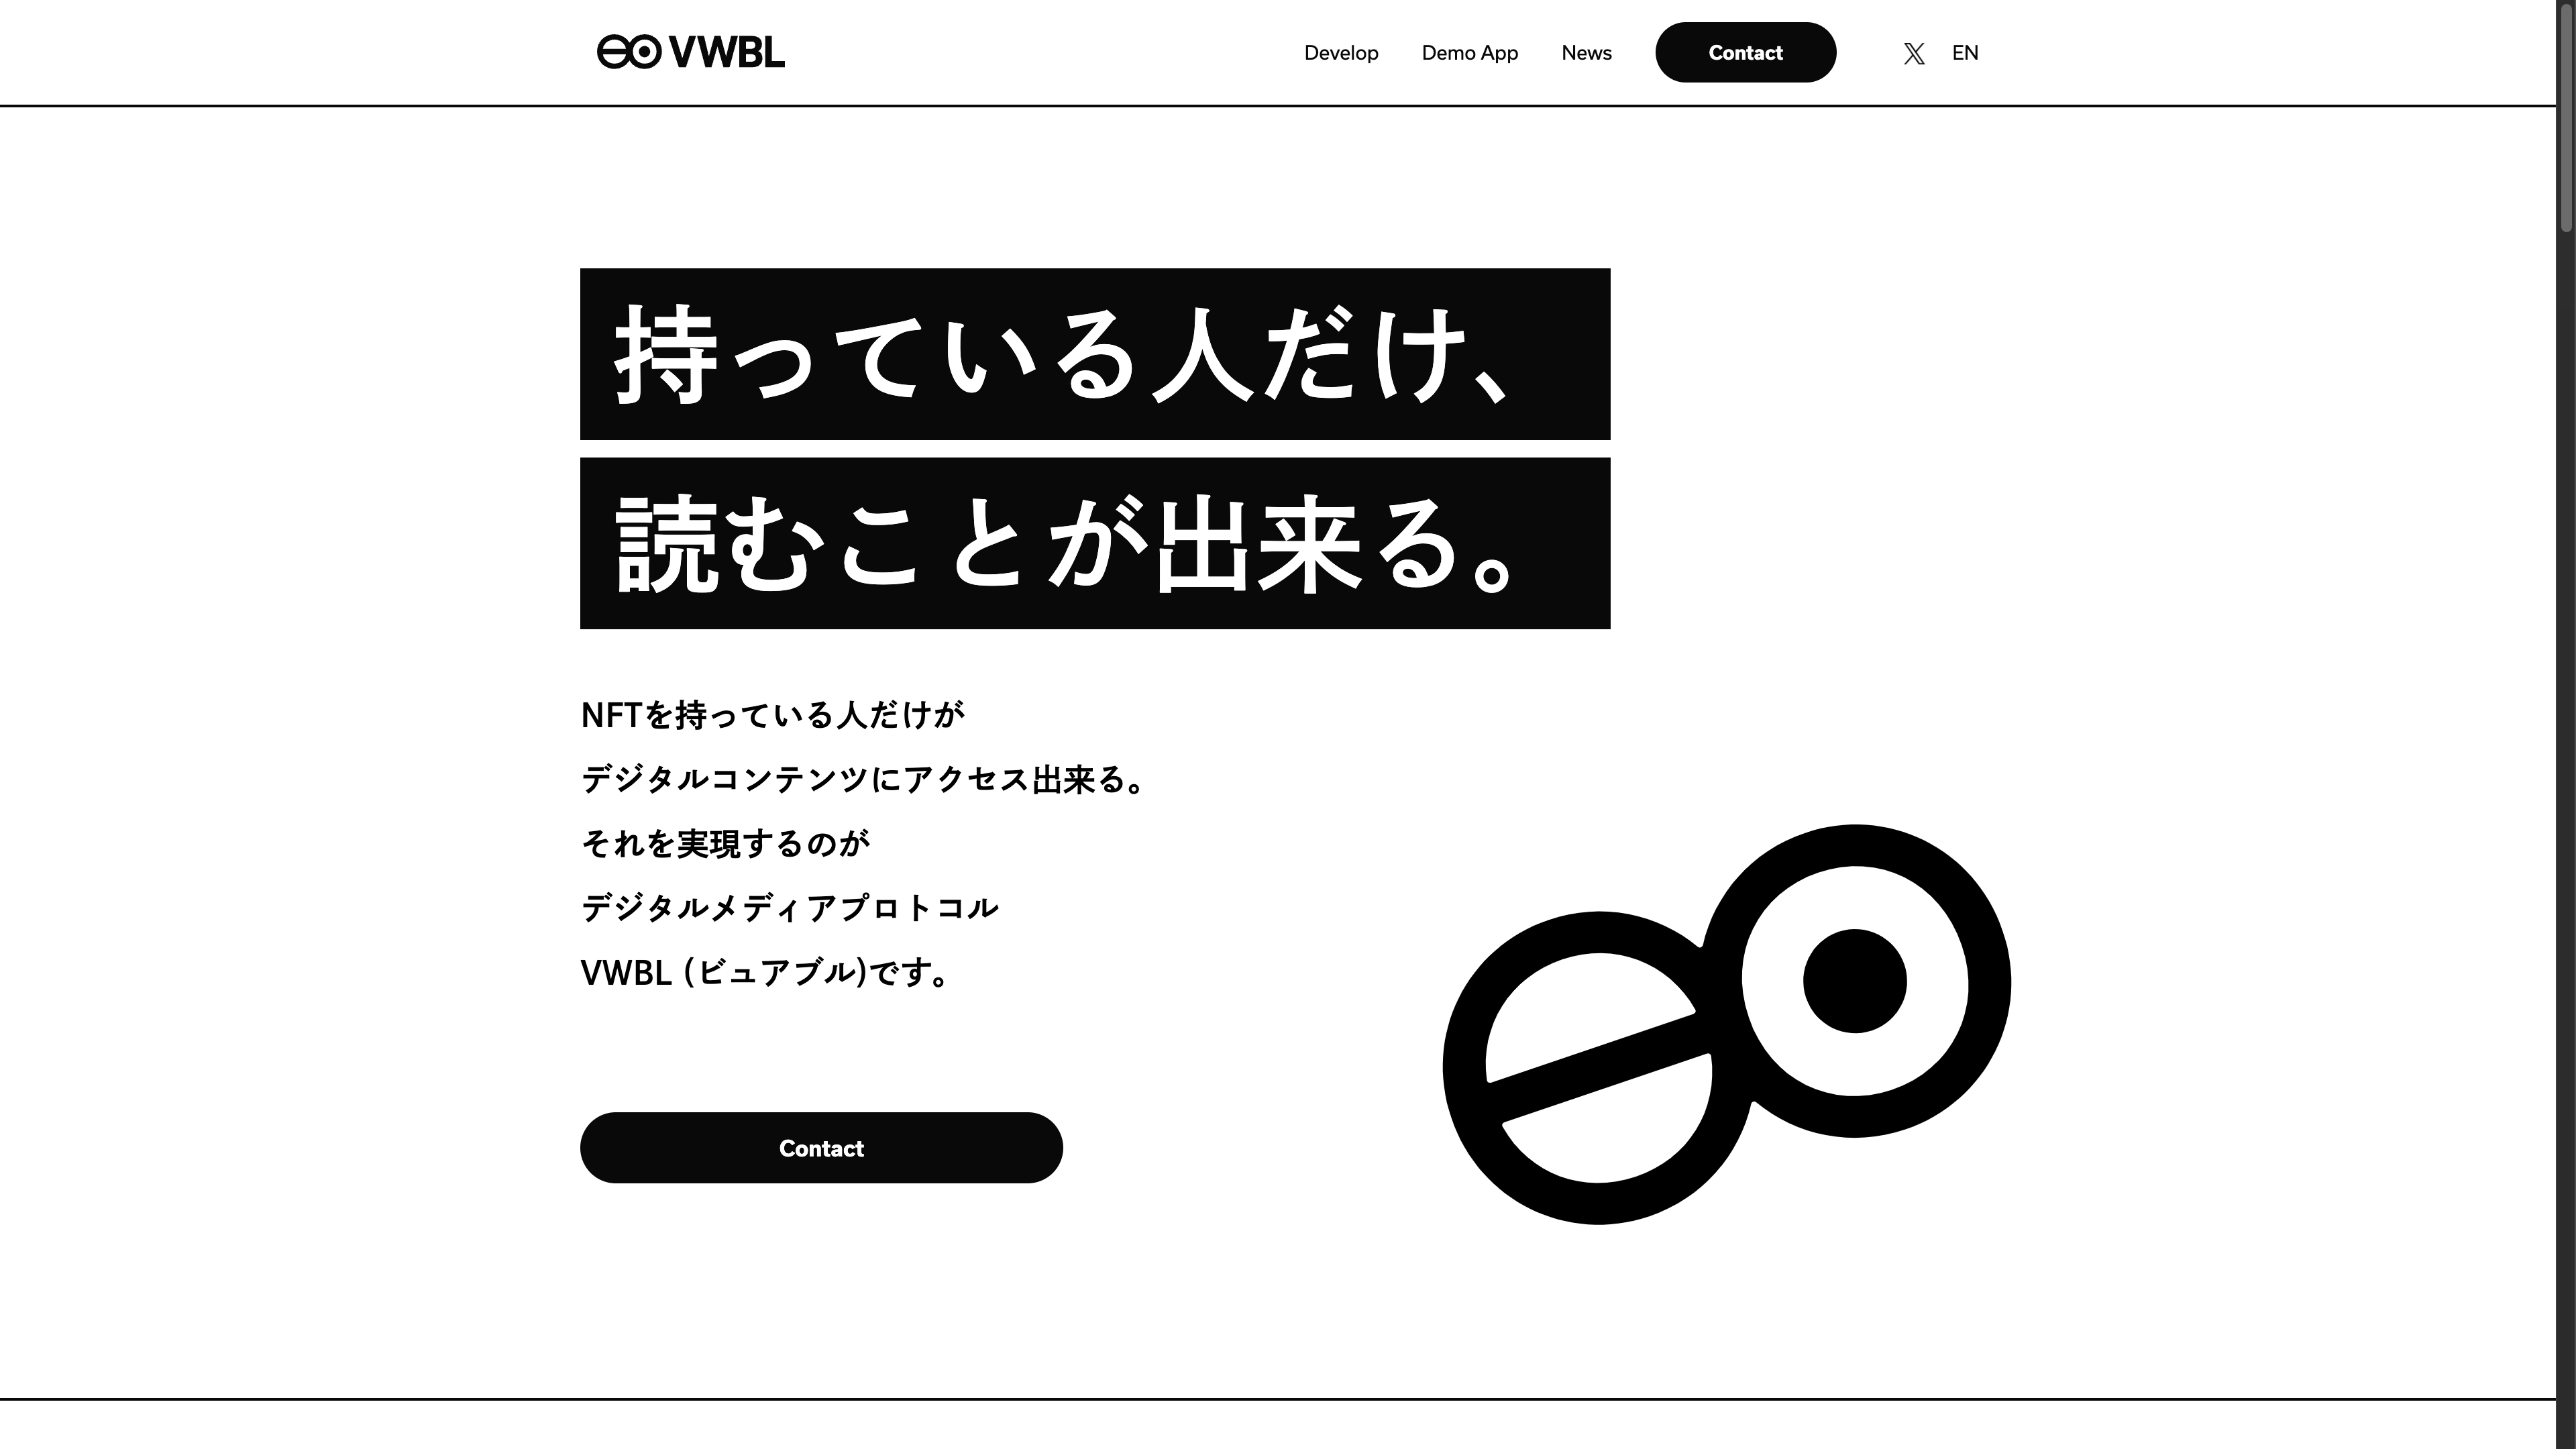 VWBL
Develop
Demo App
News
Contact
EN
持っている人だけ、
読むことが出来る。
NFTを持っている人だけが
デジタルコンテンツにアクセス出来る。
それを実現するのが
デジタルメディアプロトコル
VWBL (ビュアブル)です。
Contact